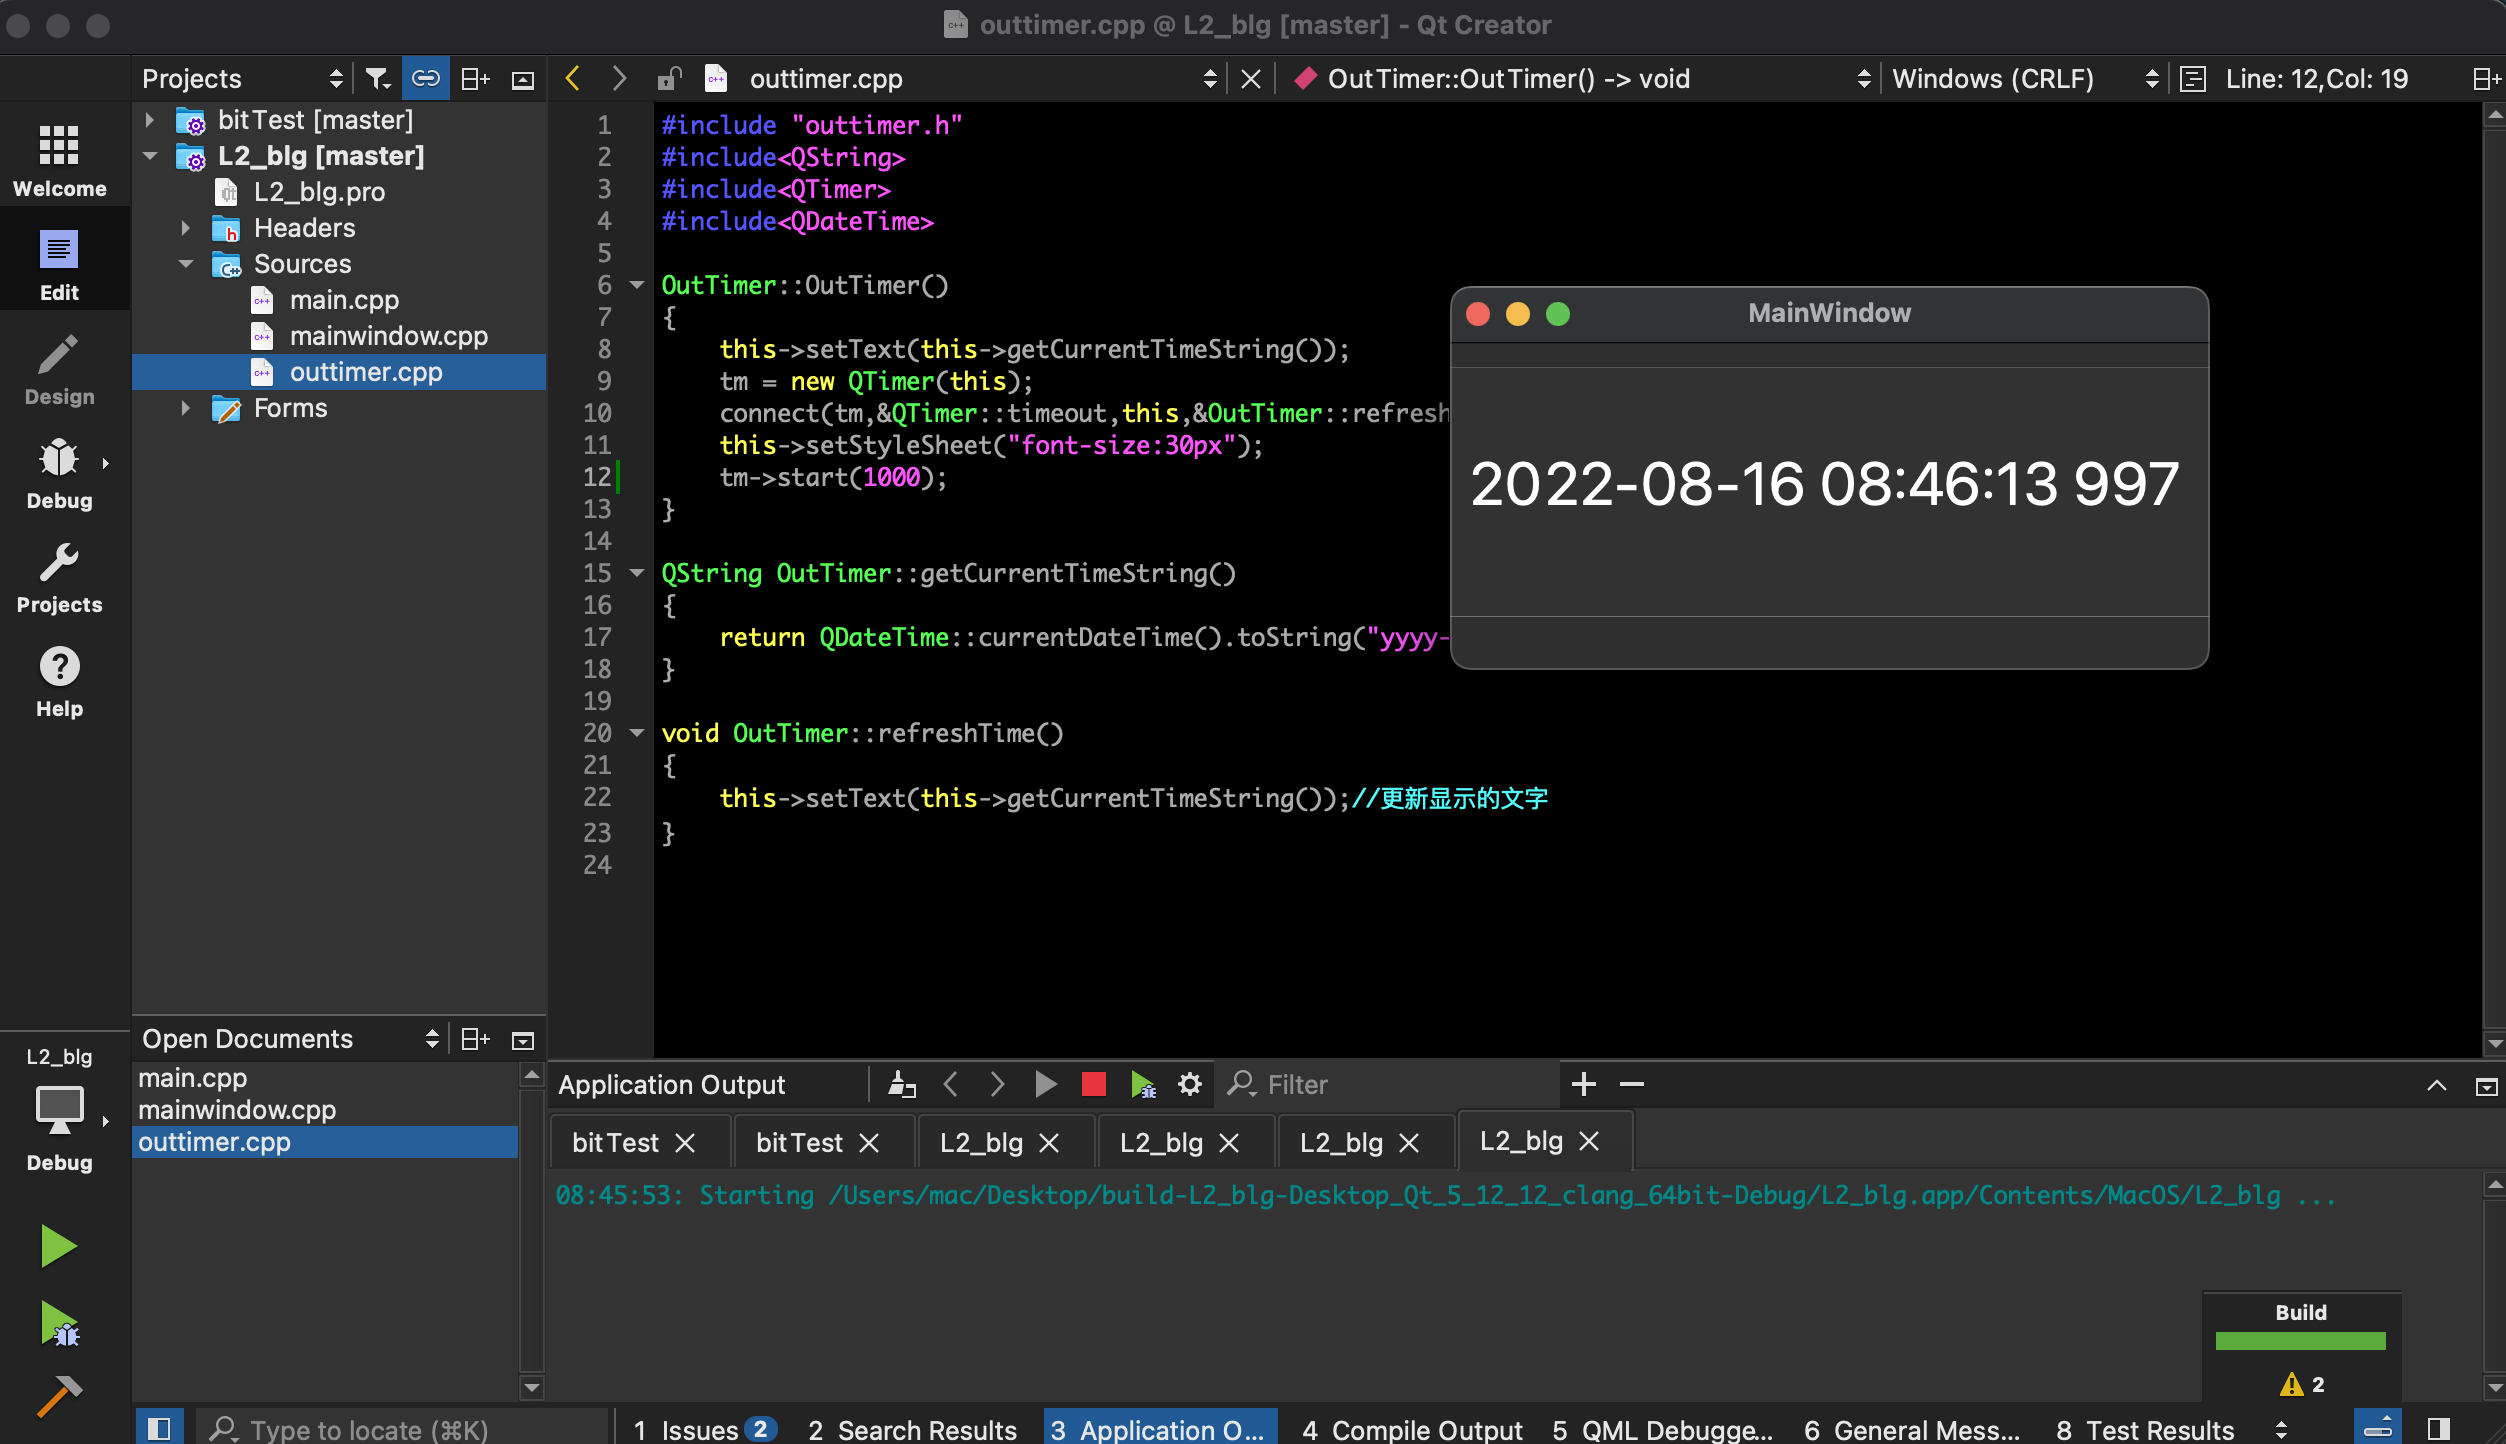 outtimer.cpp @ L2_blg [master] - Qt Creator
Projects
outtimer.cpp
OutTimer::OutTimer() -> void
Windows (CRLF)
Line: 12,Col: 19
Welcome
Edit
Design
Debug
Projects
Help
bitTest [master]
L2_blg [master]
L2_blg.pro
Headers
Sources
main.cpp
mainwindow.cpp
outtimer.cpp
Forms
1 #include "outtimer.h"
2 #include<QString>
3 #include<QTimer>
4 #include<QDateTime>
5
6 OutTimer::OutTimer()
7 {
8 this->setText(this->getCurrentTimeString());
9 tm = new QTimer(this);
10 connect(tm,&QTimer::timeout,this,&OutTimer::refresh
11 this->setStyleSheet("font-size:30px");
12 tm->start(1000);
13 }
14
15 QString OutTimer::getCurrentTimeString()
16 {
17 return QDateTime::currentDateTime().toString("yyyy-
18 }
19
20 void OutTimer::refreshTime()
21 {
22 this->setText(this->getCurrentTimeString());//更新显示的文字
23 }
24
MainWindow
2022-08-16 08:46:13 997
Open Documents
main.cpp
mainwindow.cpp
outtimer.cpp
L2_blg
Debug
Application Output
Filter
bitTest
bitTest
L2_blg
L2_blg
L2_blg
L2_blg
08:45:53: Starting /Users/mac/Desktop/build-L2_blg-Desktop_Qt_5_12_12_clang_64bit-Debug/L2_blg.app/Contents/MacOS/L2_blg ...
Build
2
Type to locate (⌘K)
1 Issues 2
2 Search Results
3 Application O...
4 Compile Output
5 QML Debugge...
6 General Mess...
8 Test Results